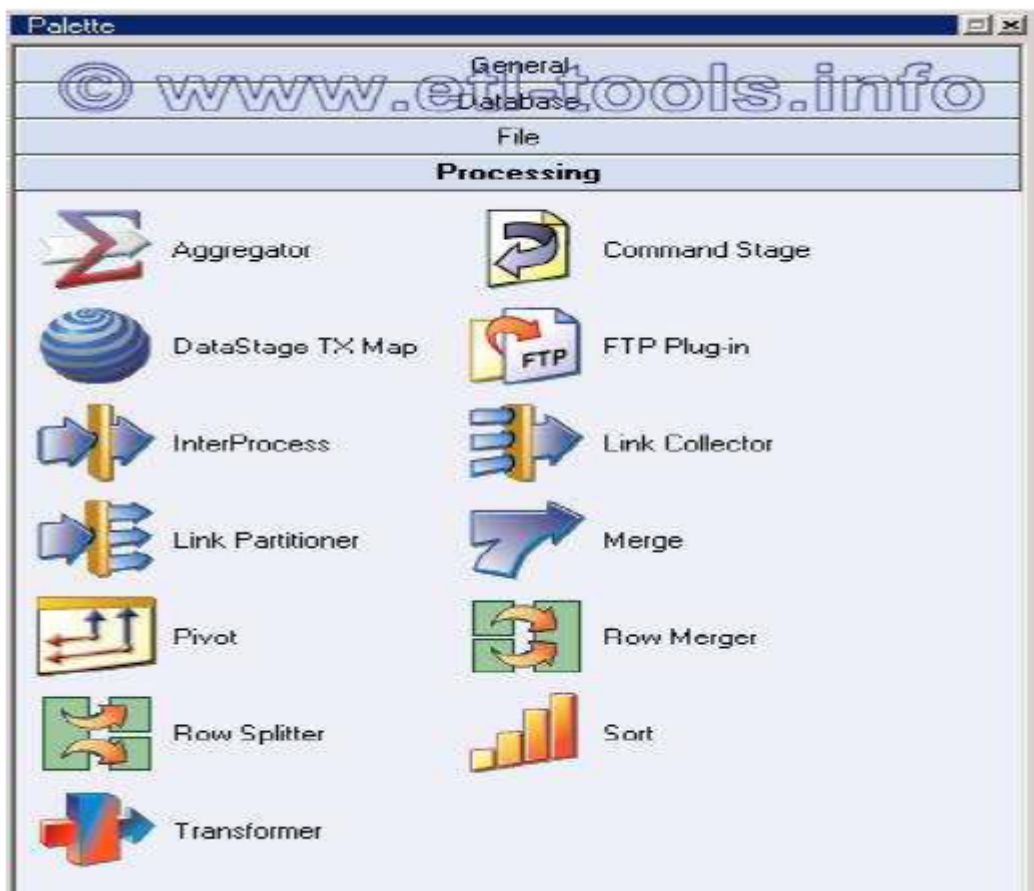 Palette
General
© www.etl-tools.info
Database
File
Processing
Aggregator
Command Stage
DataStage TX Map
FTP
FTP Plug-in
InterProcess
Link Collector
Link Partitioner
Merge
Pivot
Row Merger
Row Splitter
Sort
Transformer